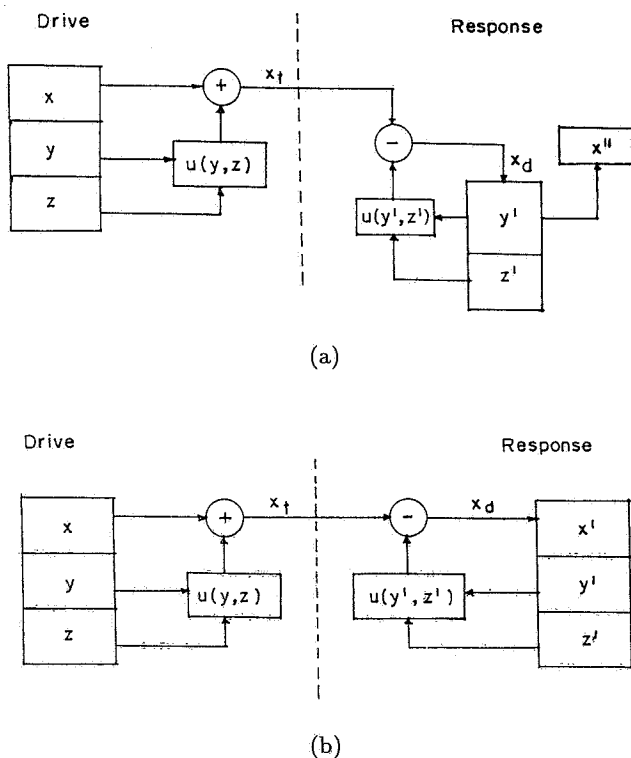 Drive
Response
x
y
z
+
x_t
u(y,z)
-
x_d
x"
u(y',z')
y'
z'
(a)
Drive
Response
x
y
z
+
x_t
u(y,z)
-
x_d
u(y',z')
x'
y'
z'
(b)